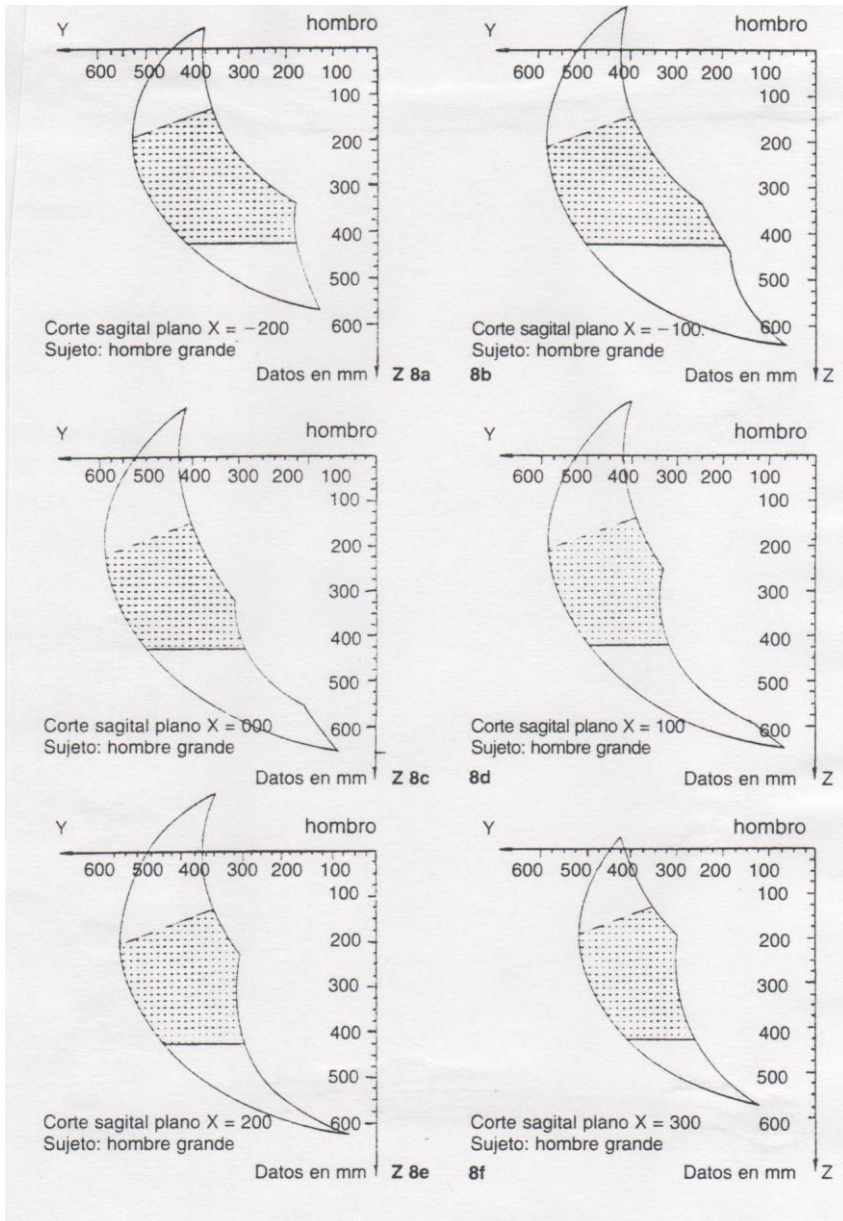 Y hombro
600 500 400 300 200 100
100
200
300
400
500
600
Corte sagital plano X = −200
Sujeto: hombre grande
Datos en mm Z 8a
Y hombro
600 500 400 300 200 100
100
200
300
400
500
600
Corte sagital plano X = −100.
Sujeto: hombre grande
8b Datos en mm Z
Y hombro
600 500 400 300 200 100
100
200
300
400
500
600
Corte sagital plano X = 000
Sujeto: hombre grande
Datos en mm Z 8c
Y hombro
600 500 400 300 200 100
100
200
300
400
500
600
Corte sagital plano X = 100
Sujeto: hombre grande
8d Datos en mm Z
Y hombro
600 500 400 300 200 100
100
200
300
400
500
600
Corte sagital plano X = 200
Sujeto: hombre grande
Datos en mm Z 8e
Y hombro
600 500 400 300 200 100
100
200
300
400
500
600
Corte sagital plano X = 300
Sujeto: hombre grande
8f Datos en mm Z